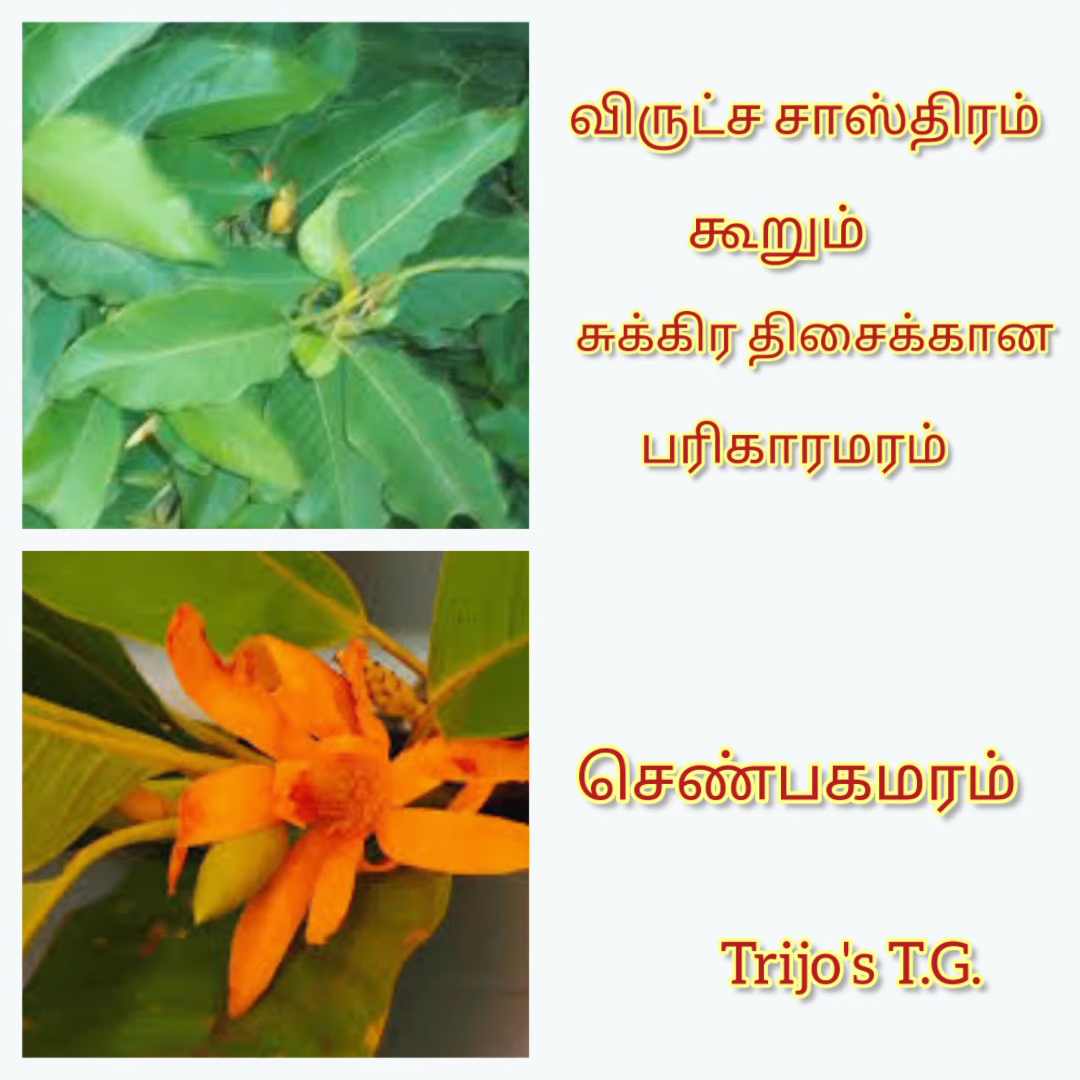 விருட்ச சாஸ்திரம்
கூறும்
சுக்கிர திசைக்கான
பரிகாரமரம்
செண்பகமரம்
Trijo's T.G.